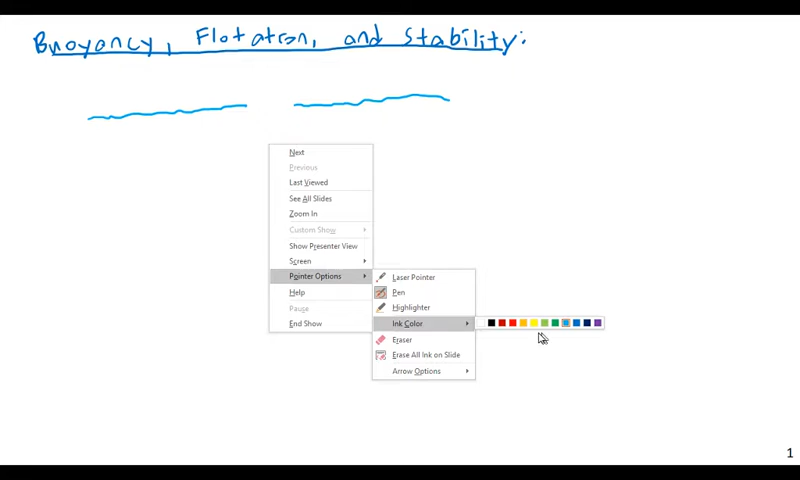 Buoyancy, Flotatron, and Stability:
Next
Previous
Last Viewed
See All Slides
Zoom In
Custom Show
Show Presenter View
Screen
Pointer Options
Help
Pause
End Show
Laser Pointer
Pen
Highlighter
Ink Color
Eraser
Erase All Ink on Slide
Arrow Options
1